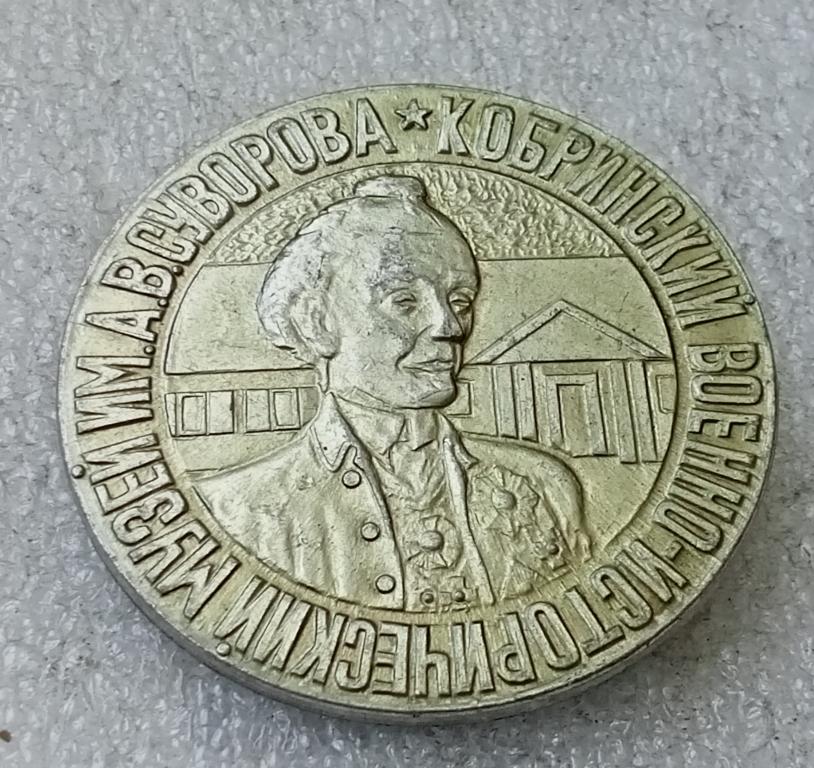 КОБРИНСКИЙ ВОЕННО-ИСТОРИЧЕСКИЙ МУЗЕЙ ИМ. А.В.СУВОРОВА